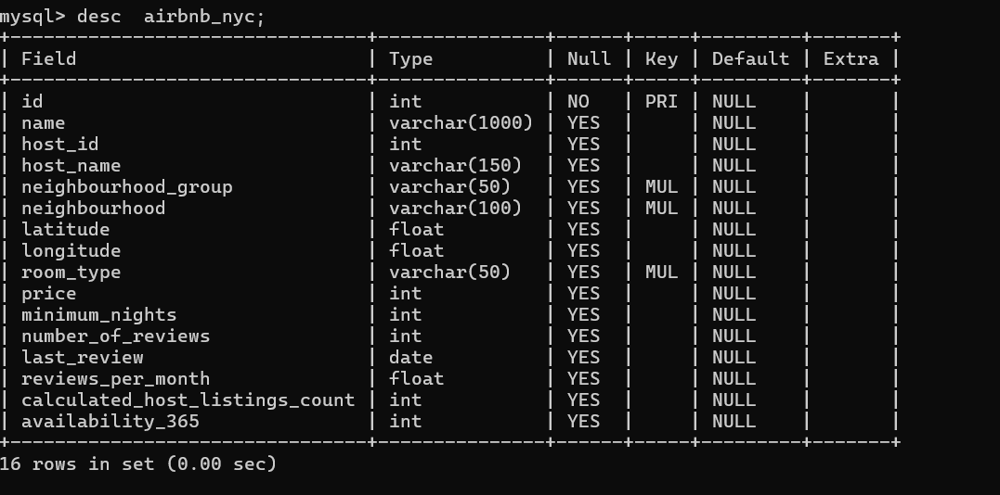 mysql> desc  airbnb_nyc;
+--------------------------------+---------------+------+-----+---------+-------+
| Field                          | Type          | Null | Key | Default | Extra |
+--------------------------------+---------------+------+-----+---------+-------+
| id                             | int           | NO   | PRI | NULL    |       |
| name                           | varchar(1000) | YES  |     | NULL    |       |
| host_id                        | int           | YES  |     | NULL    |       |
| host_name                      | varchar(150)  | YES  |     | NULL    |       |
| neighbourhood_group            | varchar(50)   | YES  | MUL | NULL    |       |
| neighbourhood                  | varchar(100)  | YES  | MUL | NULL    |       |
| latitude                       | float         | YES  |     | NULL    |       |
| longitude                      | float         | YES  |     | NULL    |       |
| room_type                      | varchar(50)   | YES  | MUL | NULL    |       |
| price                          | int           | YES  |     | NULL    |       |
| minimum_nights                 | int           | YES  |     | NULL    |       |
| number_of_reviews              | int           | YES  |     | NULL    |       |
| last_review                    | date          | YES  |     | NULL    |       |
| reviews_per_month              | float         | YES  |     | NULL    |       |
| calculated_host_listings_count | int           | YES  |     | NULL    |       |
| availability_365               | int           | YES  |     | NULL    |       |
+--------------------------------+---------------+------+-----+---------+-------+
16 rows in set (0.00 sec)